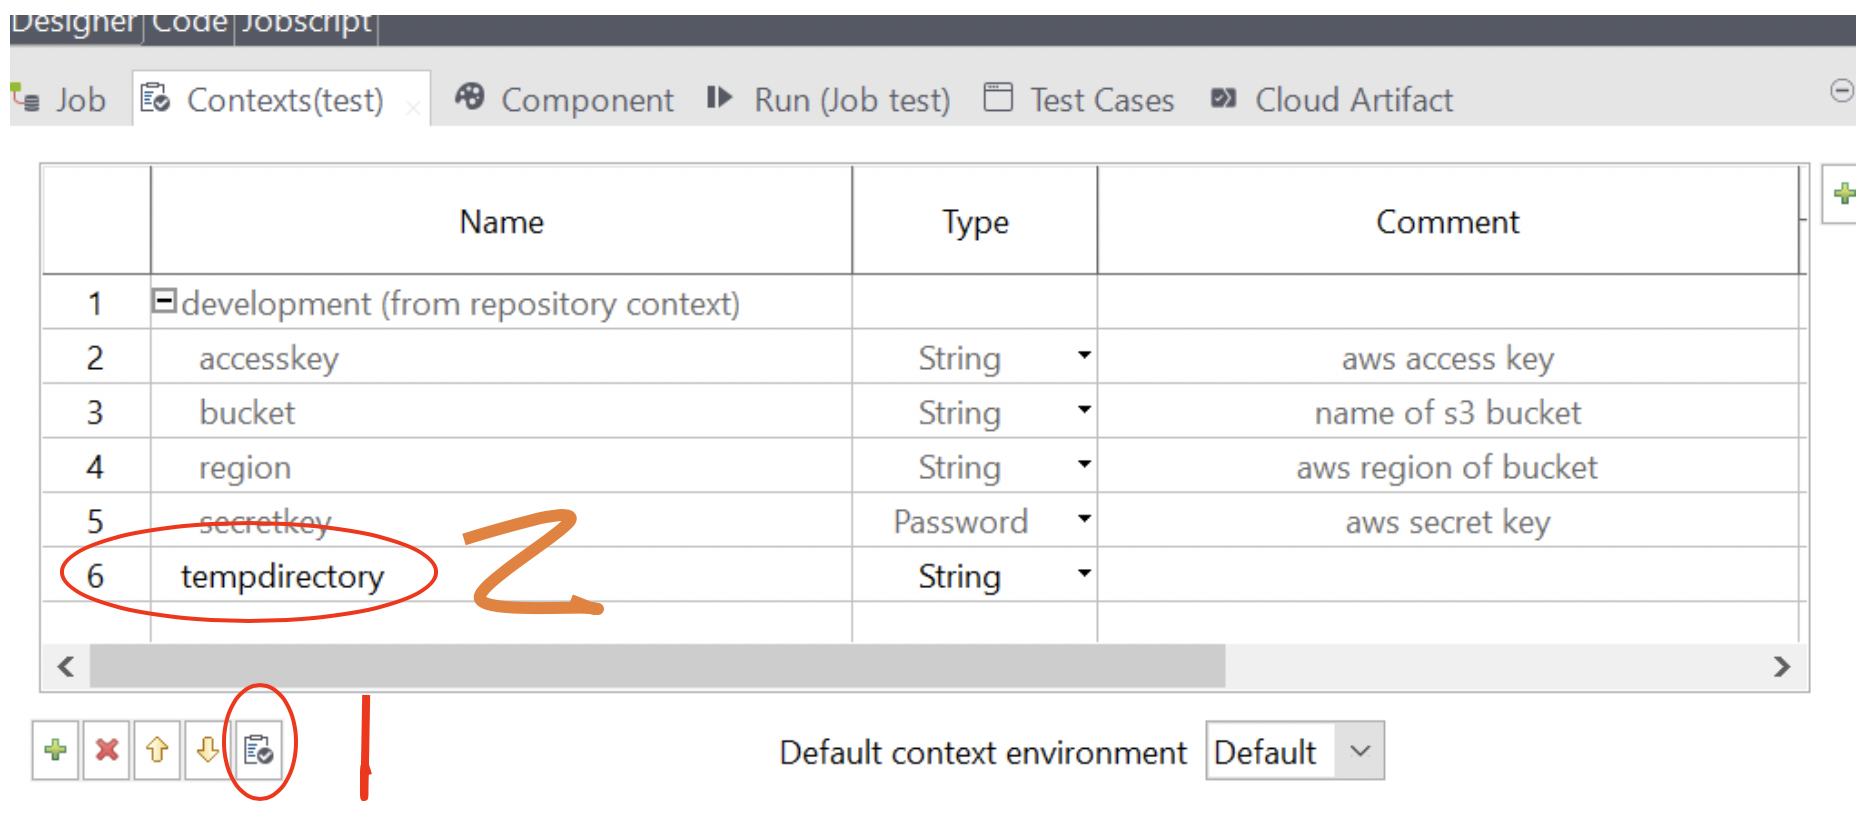 Designer Code Jobscript
Job Contexts(test) Component Run (Job test) Test Cases Cloud Artifact
Name Type Comment
1 development (from repository context)
2 accesskey String aws access key
3 bucket String name of s3 bucket
4 region String aws region of bucket
5 secretkey Password aws secret key
6 tempdirectory String
2
1
Default context environment Default